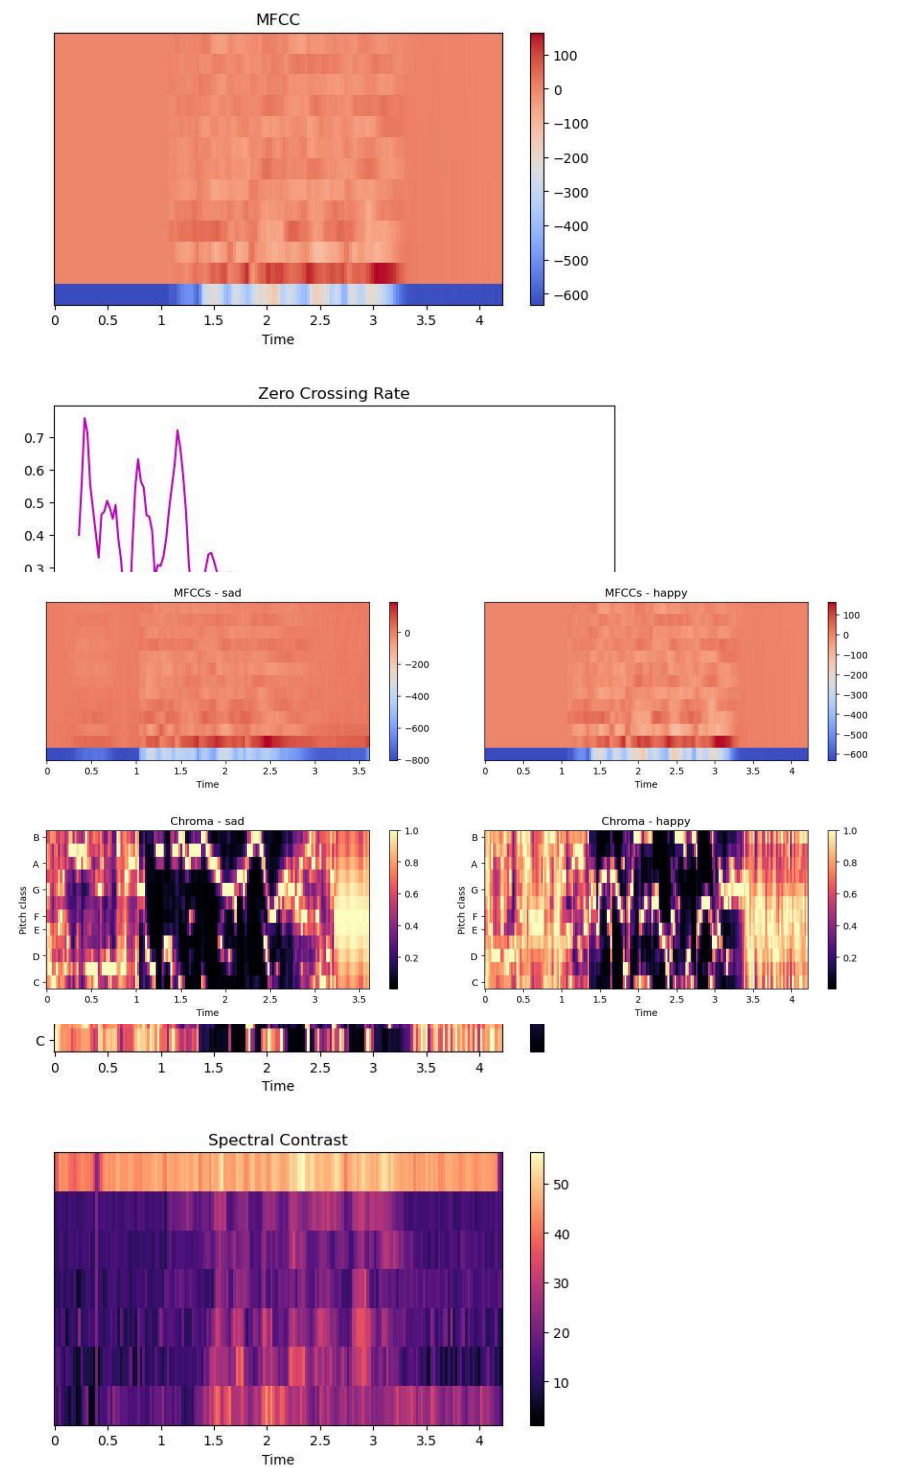 MFCC
100
0
−100
−200
−300
−400
−500
−600
0 0.5 1 1.5 2 2.5 3 3.5 4
Time
Zero Crossing Rate
0.7
0.6
0.5
0.4
0.3
MFCCs - sad
0
−200
−400
−600
−800
0 0.5 1 1.5 2 2.5 3 3.5
Time
MFCCs - happy
100
0
−100
−200
−300
−400
−500
−600
0 0.5 1 1.5 2 2.5 3 3.5 4
Time
Chroma - sad
Pitch class
B
A
G
F
E
D
C
1.0
0.8
0.6
0.4
0.2
0 0.5 1 1.5 2 2.5 3 3.5
Time
Chroma - happy
Pitch class
B
A
G
F
E
D
C
1.0
0.8
0.6
0.4
0.2
0 0.5 1 1.5 2 2.5 3 3.5 4
Time
C
0 0.5 1 1.5 2 2.5 3 3.5 4
Time
Spectral Contrast
50
40
30
20
10
0 0.5 1 1.5 2 2.5 3 3.5 4
Time